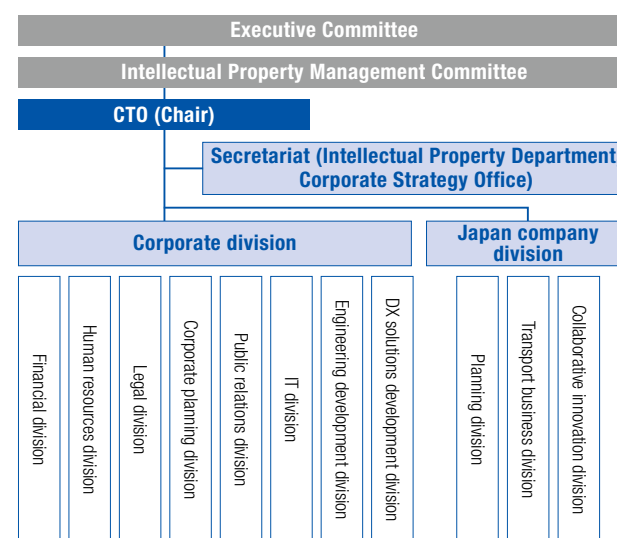 Executive Committee
Intellectual Property Management Committee
CTO (Chair)
Secretariat (Intellectual Property Department
Corporate Strategy Office)
Corporate division
Japan company
division
Financial division
Human resources division
Legal division
Corporate planning division
Public relations division
IT division
Engineering development division
DX solutions development division
Planning division
Transport business division
Collaborative innovation division